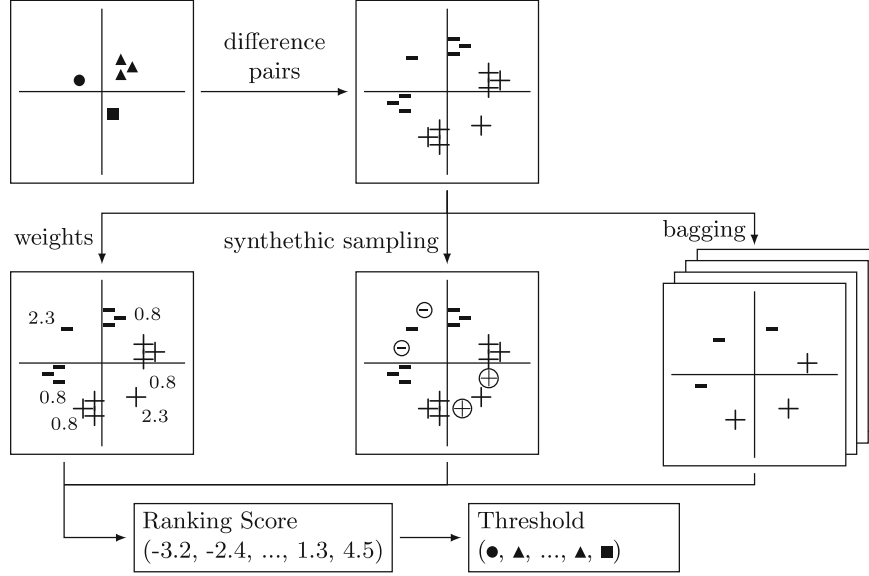 difference
pairs
weights
synthethic sampling
bagging
2.3
0.8
0.8
0.8
0.8
2.3
Ranking Score
(-3.2, -2.4, ..., 1.3, 4.5)
Threshold
(●, ▲, ..., ▲, ■)